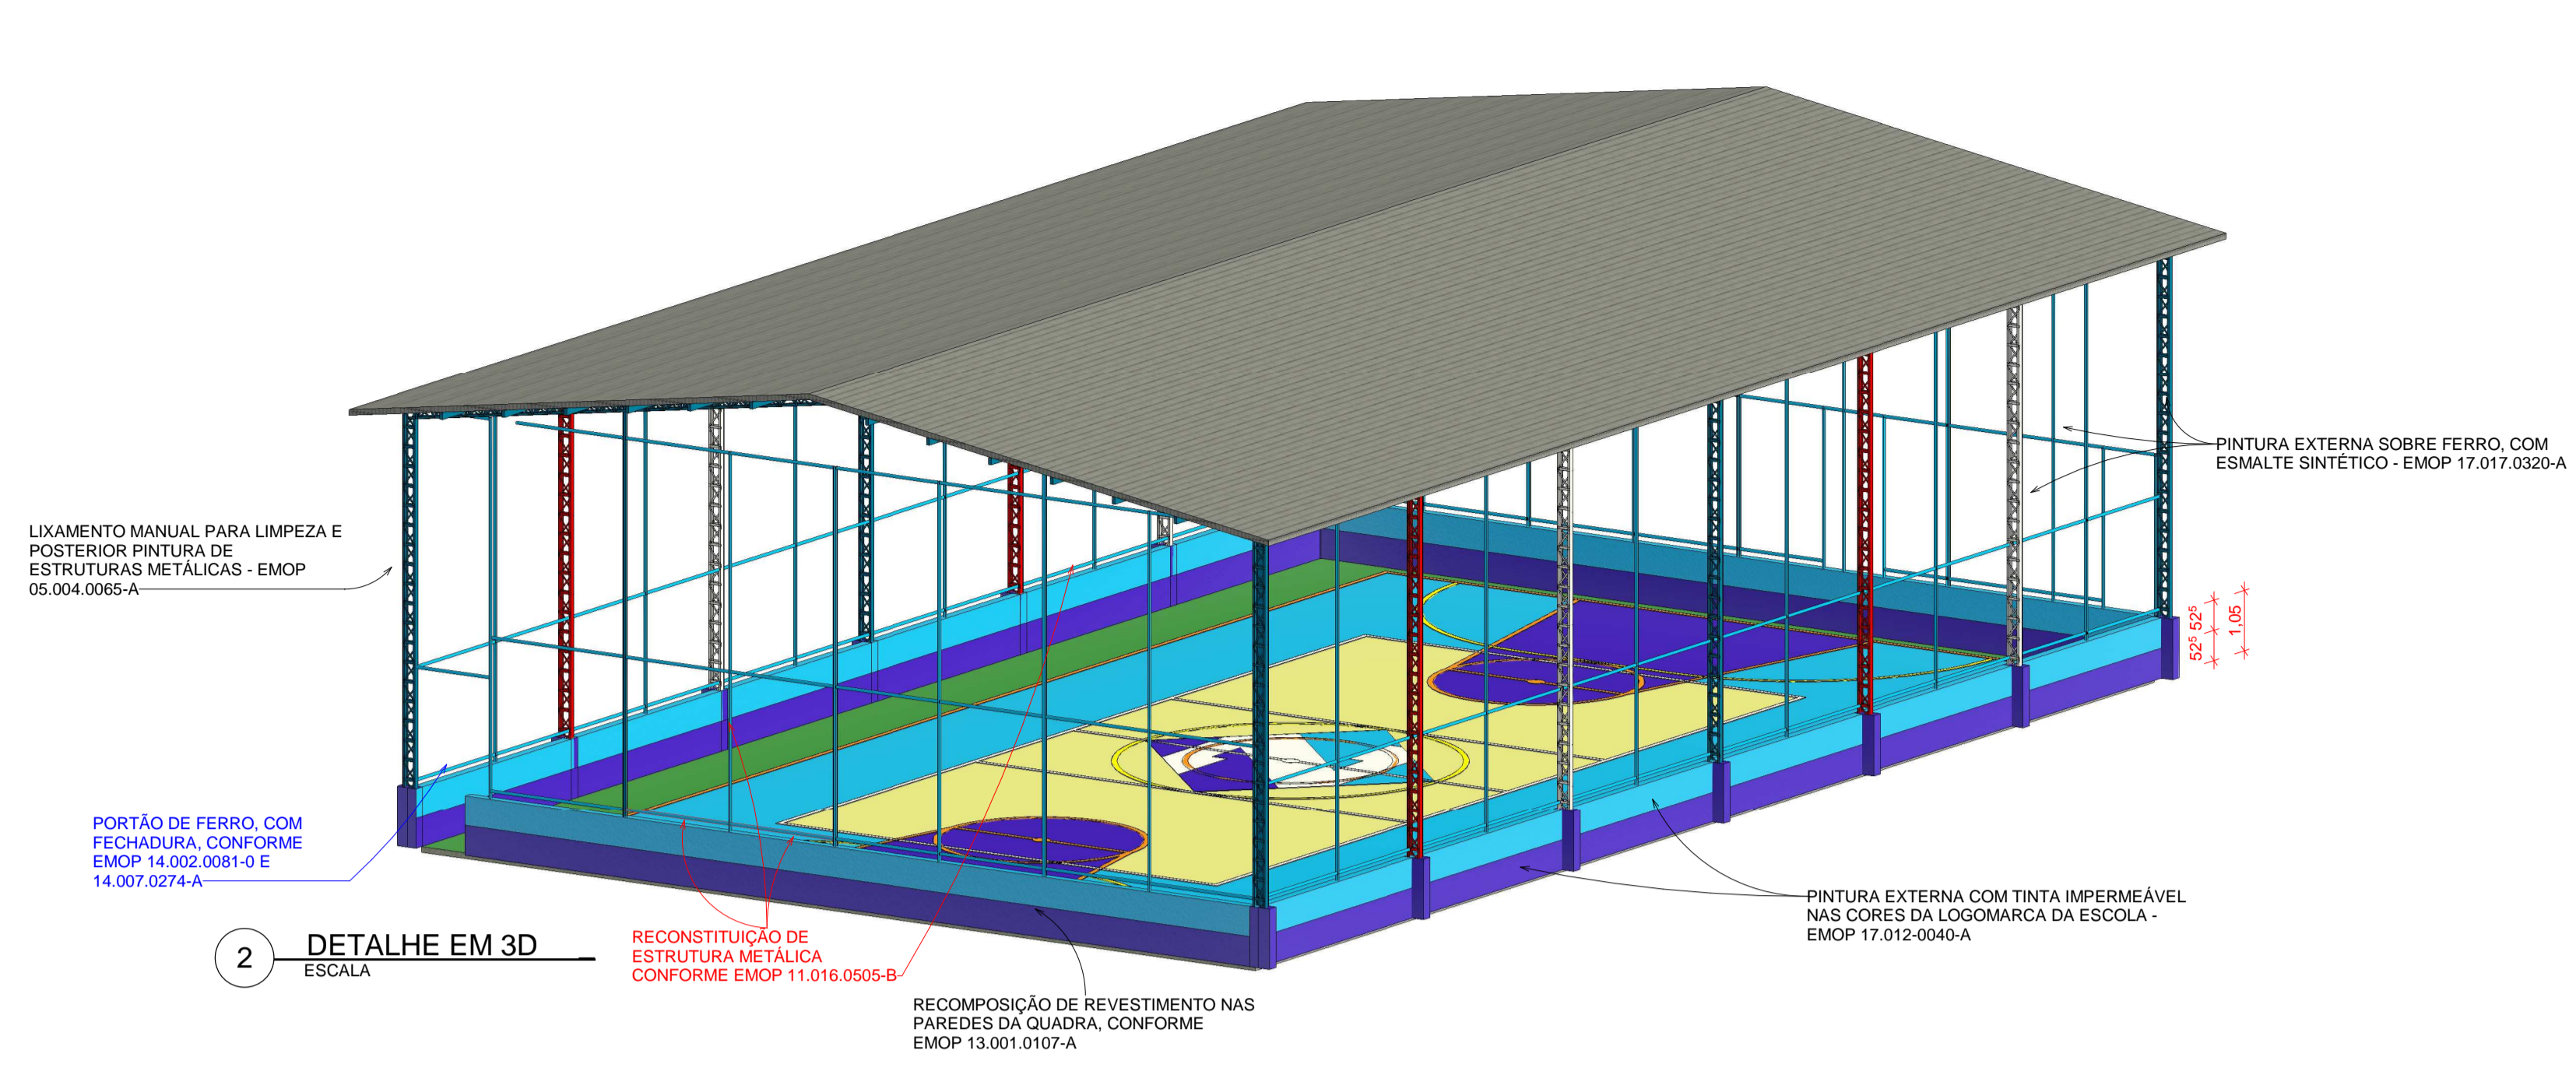 PINTURA EXTERNA SOBRE FERRO, COM
ESMALTE SINTÉTICO - EMOP 17.017.0320-A
LIXAMENTO MANUAL PARA LIMPEZA E
POSTERIOR PINTURA DE
ESTRUTURAS METÁLICAS - EMOP
05.004.0065-A
52⁵
52⁵
1,05
PORTÃO DE FERRO, COM
FECHADURA, CONFORME
EMOP 14.002.0081-0 E
14.007.0274-A
PINTURA EXTERNA COM TINTA IMPERMEÁVEL
NAS CORES DA LOGOMARCA DA ESCOLA -
EMOP 17.012-0040-A
2
DETALHE EM 3D
ESCALA
RECONSTITUIÇÃO DE
ESTRUTURA METÁLICA
CONFORME EMOP 11.016.0505-B
RECOMPOSIÇÃO DE REVESTIMENTO NAS
PAREDES DA QUADRA, CONFORME
EMOP 13.001.0107-A